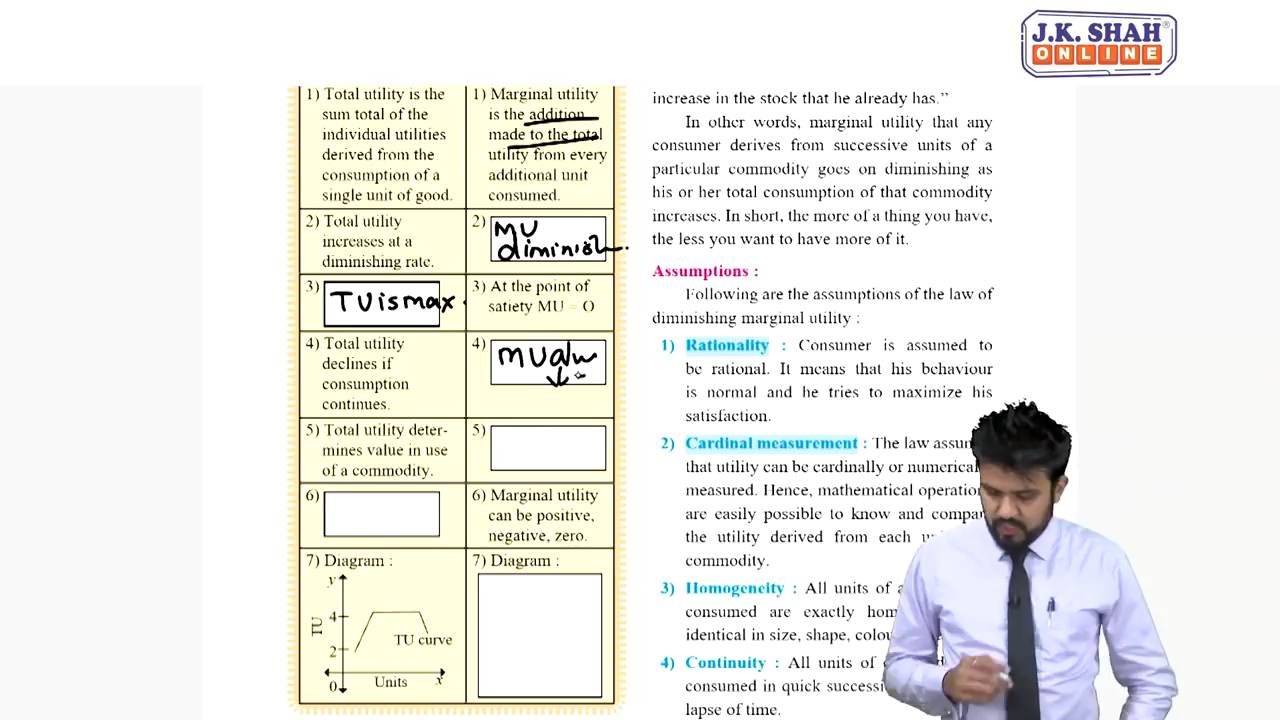 J.K. SHAH®
ONLINE
1) Total utility is the
sum total of the
individual utilities
derived from the
consumption of a
single unit of good.
1) Marginal utility
is the addition
made to the total
utility from every
additional unit
consumed.
2) Total utility
increases at a
diminishing rate.
2) MU
diminish
3) TU is max.
3) At the point of
satiety MU = O
4) Total utility
declines if
consumption
continues.
4) MU
5) Total utility deter-
mines value in use
of a commodity.
5)
6)
6) Marginal utility
can be positive,
negative, zero.
7) Diagram :
y
TU
4
2
0
TU curve
Units
x
7) Diagram :
increase in the stock that he already has.”
In other words, marginal utility that any
consumer derives from successive units of a
particular commodity goes on diminishing as
his or her total consumption of that commodity
increases. In short, the more of a thing you have,
the less you want to have more of it.
Assumptions :
Following are the assumptions of the law of
diminishing marginal utility :
1) Rationality : Consumer is assumed to
be rational. It means that his behaviour
is normal and he tries to maximize his
satisfaction.
2) Cardinal measurement : The law
that utility can be cardinally or
measured. Hence, mathematical
are easily possible to know and
the utility derived from each
commodity.
3) Homogeneity : All units of
consumed are exactly
identical in size, shape,
4) Continuity : All units of
consumed in quick
lapse of time.